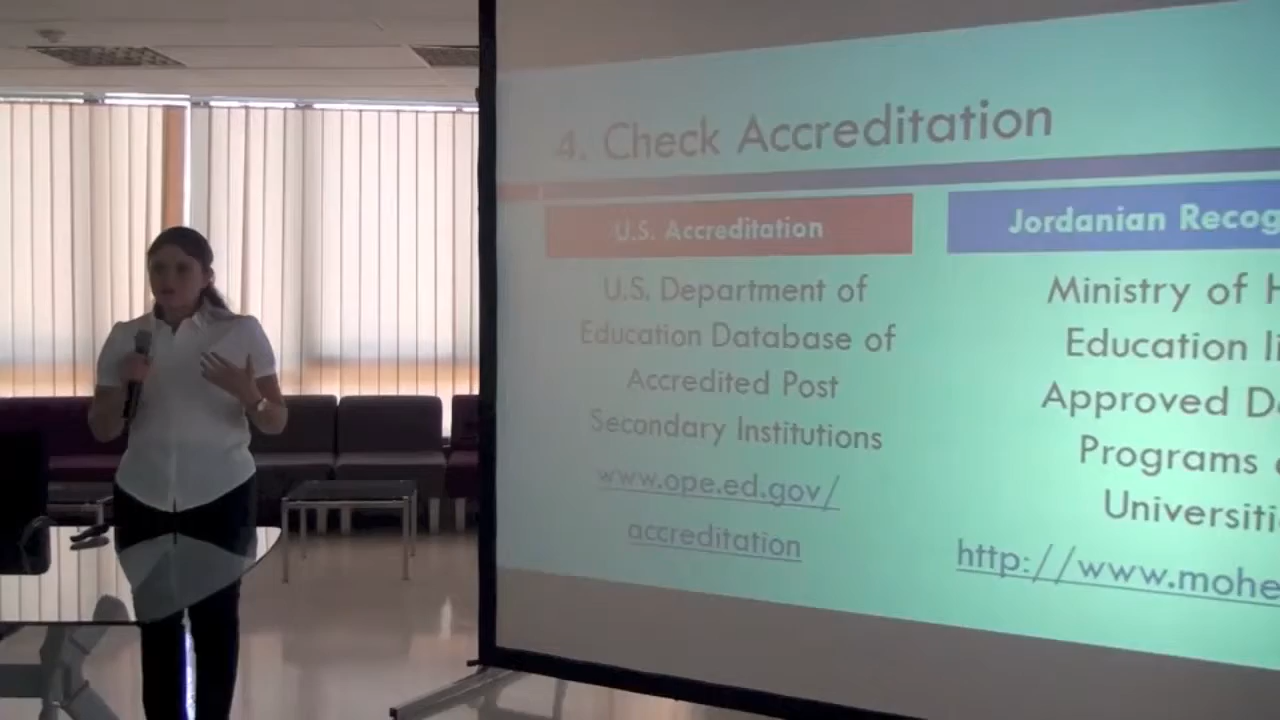 4. Check Accreditation
U.S. Accreditation
U.S. Department of
Education Database of
Accredited Post
Secondary Institutions
www.ope.ed.gov/
accreditation
Jordanian Recog
Ministry of H
Education li
Approved D
Programs
Universiti
http://www.mohe